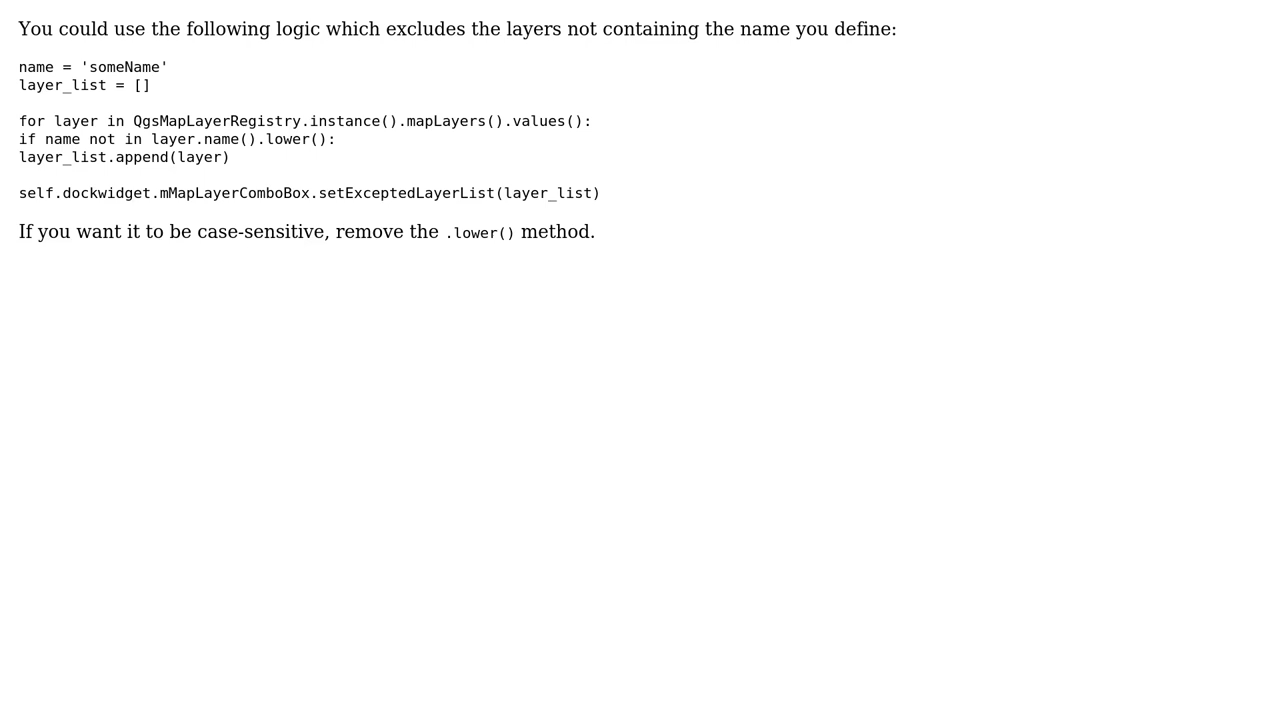 You could use the following logic which excludes the layers not containing the name you define:
name = 'someName'
layer_list = []
for layer in QgsMapLayerRegistry.instance().mapLayers().values():
if name not in layer.name().lower():
layer_list.append(layer)
self.dockwidget.mMapLayerComboBox.setExceptedLayerList(layer_list)
If you want it to be case-sensitive, remove the .lower() method.